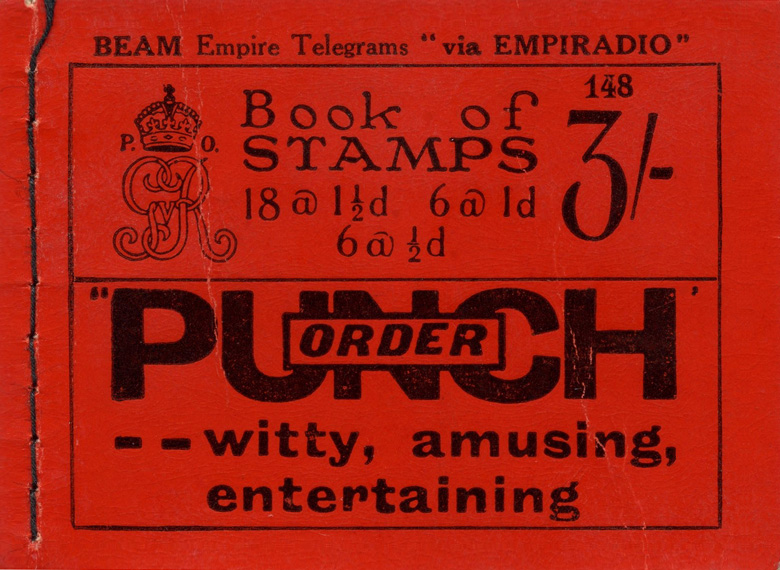 BEAM Empire Telegrams "via EMPIRADIO"
148
P. O.
GvR
Book of
STAMPS
3/-
18 @ 1½d 6 @ 1d
6 @ ½d
"PUNCH'
ORDER
-- witty, amusing,
entertaining